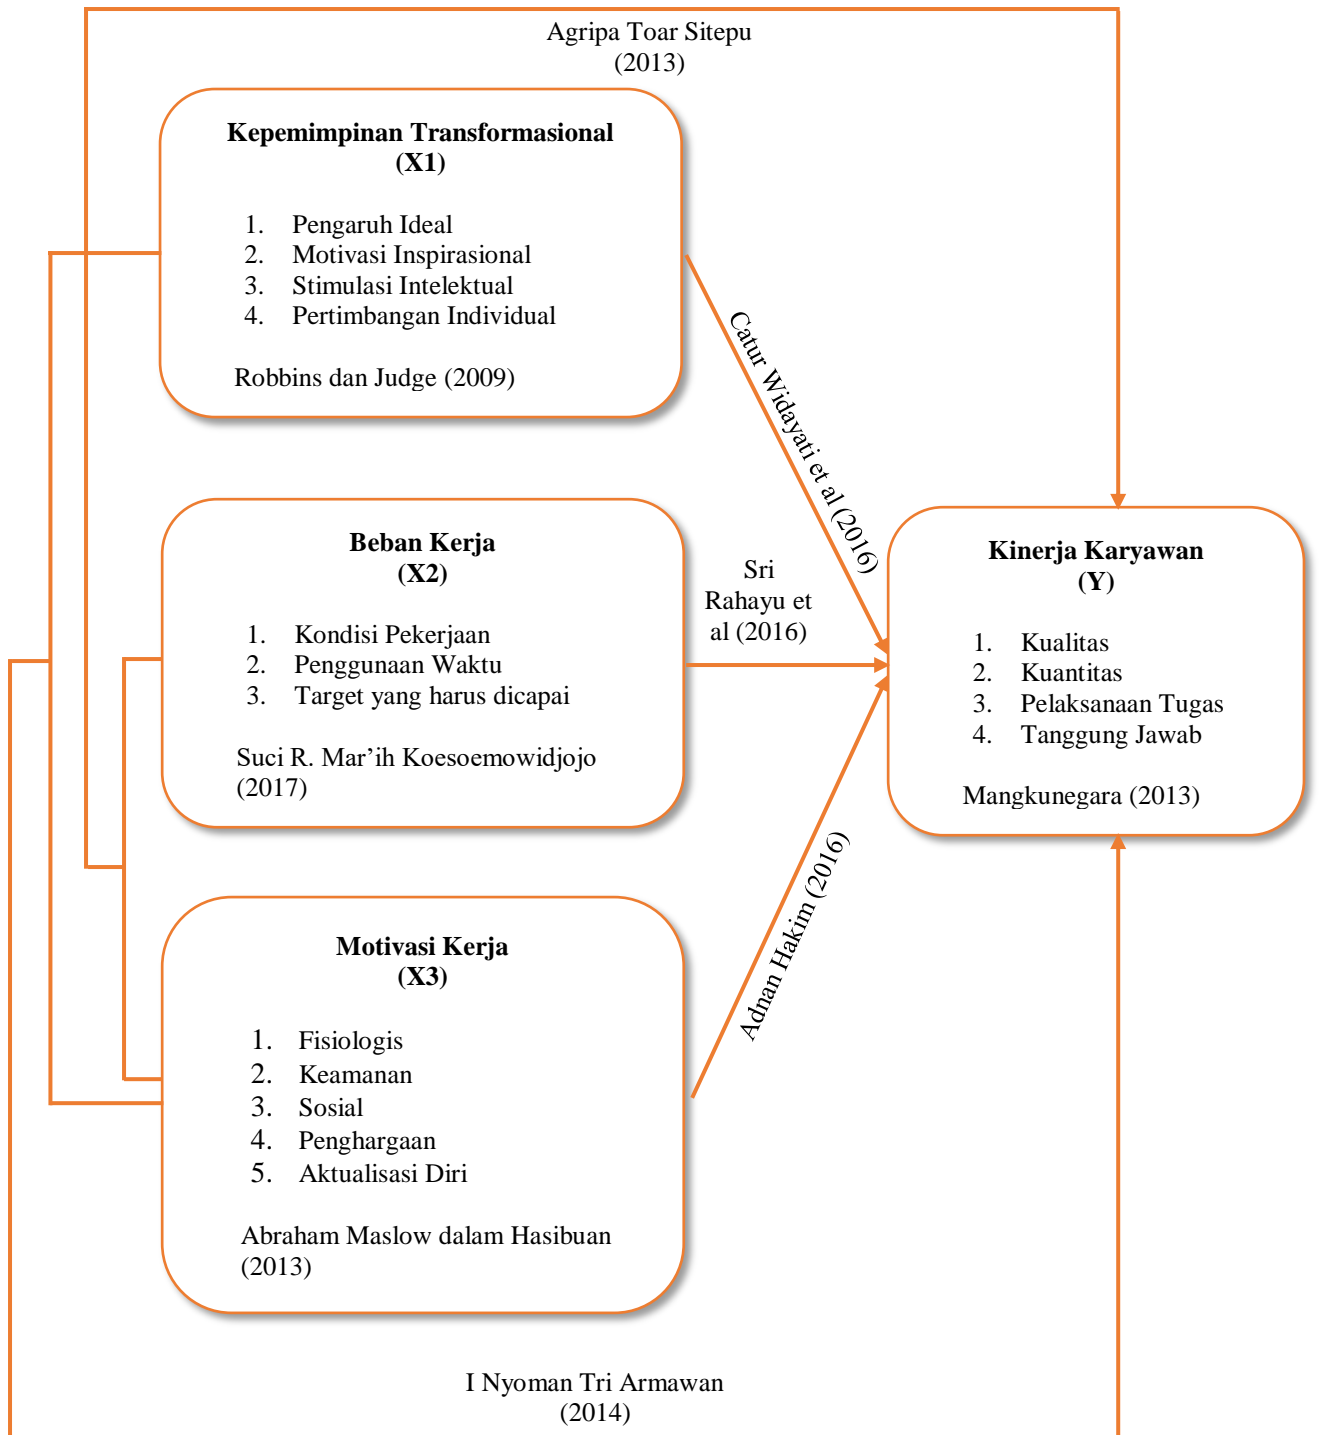 Agripa Toar Sitepu
(2013)
Kepemimpinan Transformasional
(X1)
1. Pengaruh Ideal
2. Motivasi Inspirasional
3. Stimulasi Intelektual
4. Pertimbangan Individual
Robbins dan Judge (2009)
Catur Widayati et al (2016)
Beban Kerja
(X2)
1. Kondisi Pekerjaan
2. Penggunaan Waktu
3. Target yang harus dicapai
Suci R. Mar’ih Koesoemowidjojo
(2017)
Sri
Rahayu et
al (2016)
Kinerja Karyawan
(Y)
1. Kualitas
2. Kuantitas
3. Pelaksanaan Tugas
4. Tanggung Jawab
Mangkunegara (2013)
Adnan Hakim (2016)
Motivasi Kerja
(X3)
1. Fisiologis
2. Keamanan
3. Sosial
4. Penghargaan
5. Aktualisasi Diri
Abraham Maslow dalam Hasibuan
(2013)
I Nyoman Tri Armawan
(2014)